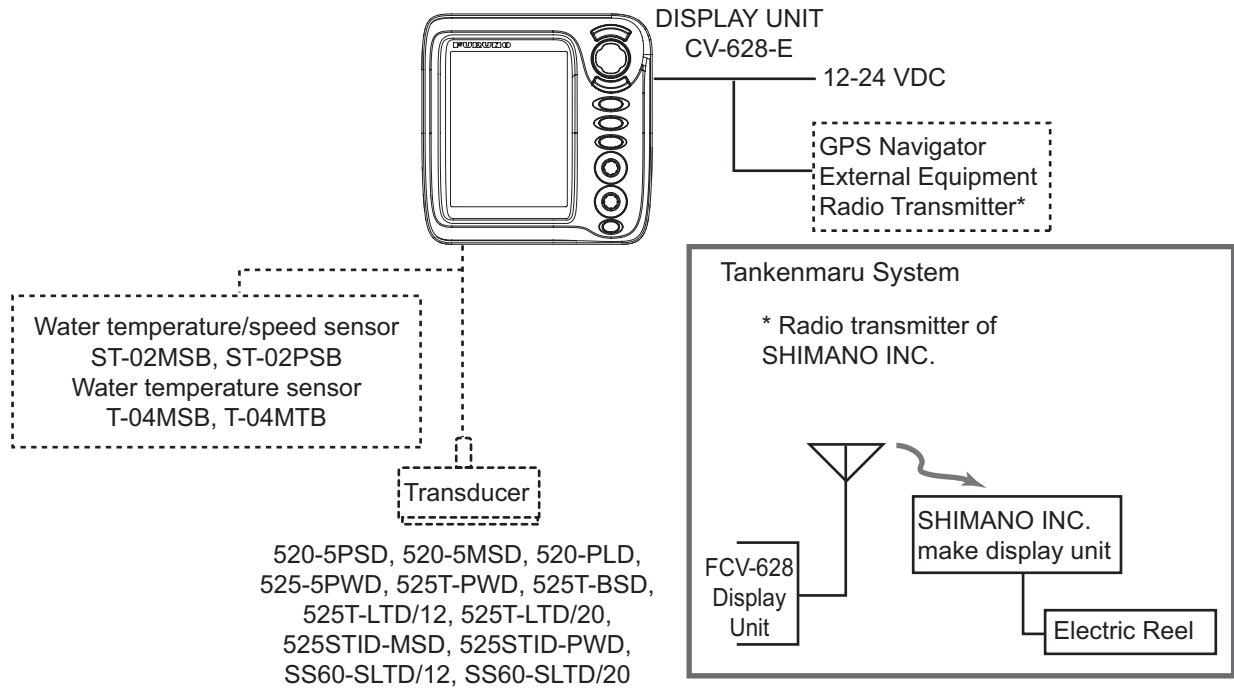 DISPLAY UNIT
CV-628-E
FURUNO
12-24 VDC
GPS Navigator
External Equipment
Radio Transmitter*
Water temperature/speed sensor
ST-02MSB, ST-02PSB
Water temperature sensor
T-04MSB, T-04MTB
Transducer
520-5PSD, 520-5MSD, 520-PLD,
525-5PWD, 525T-PWD, 525T-BSD,
525T-LTD/12, 525T-LTD/20,
525STID-MSD, 525STID-PWD,
SS60-SLTD/12, SS60-SLTD/20
Tankenmaru System
* Radio transmitter of
SHIMANO INC.
FCV-628
Display
Unit
SHIMANO INC.
make display unit
Electric Reel